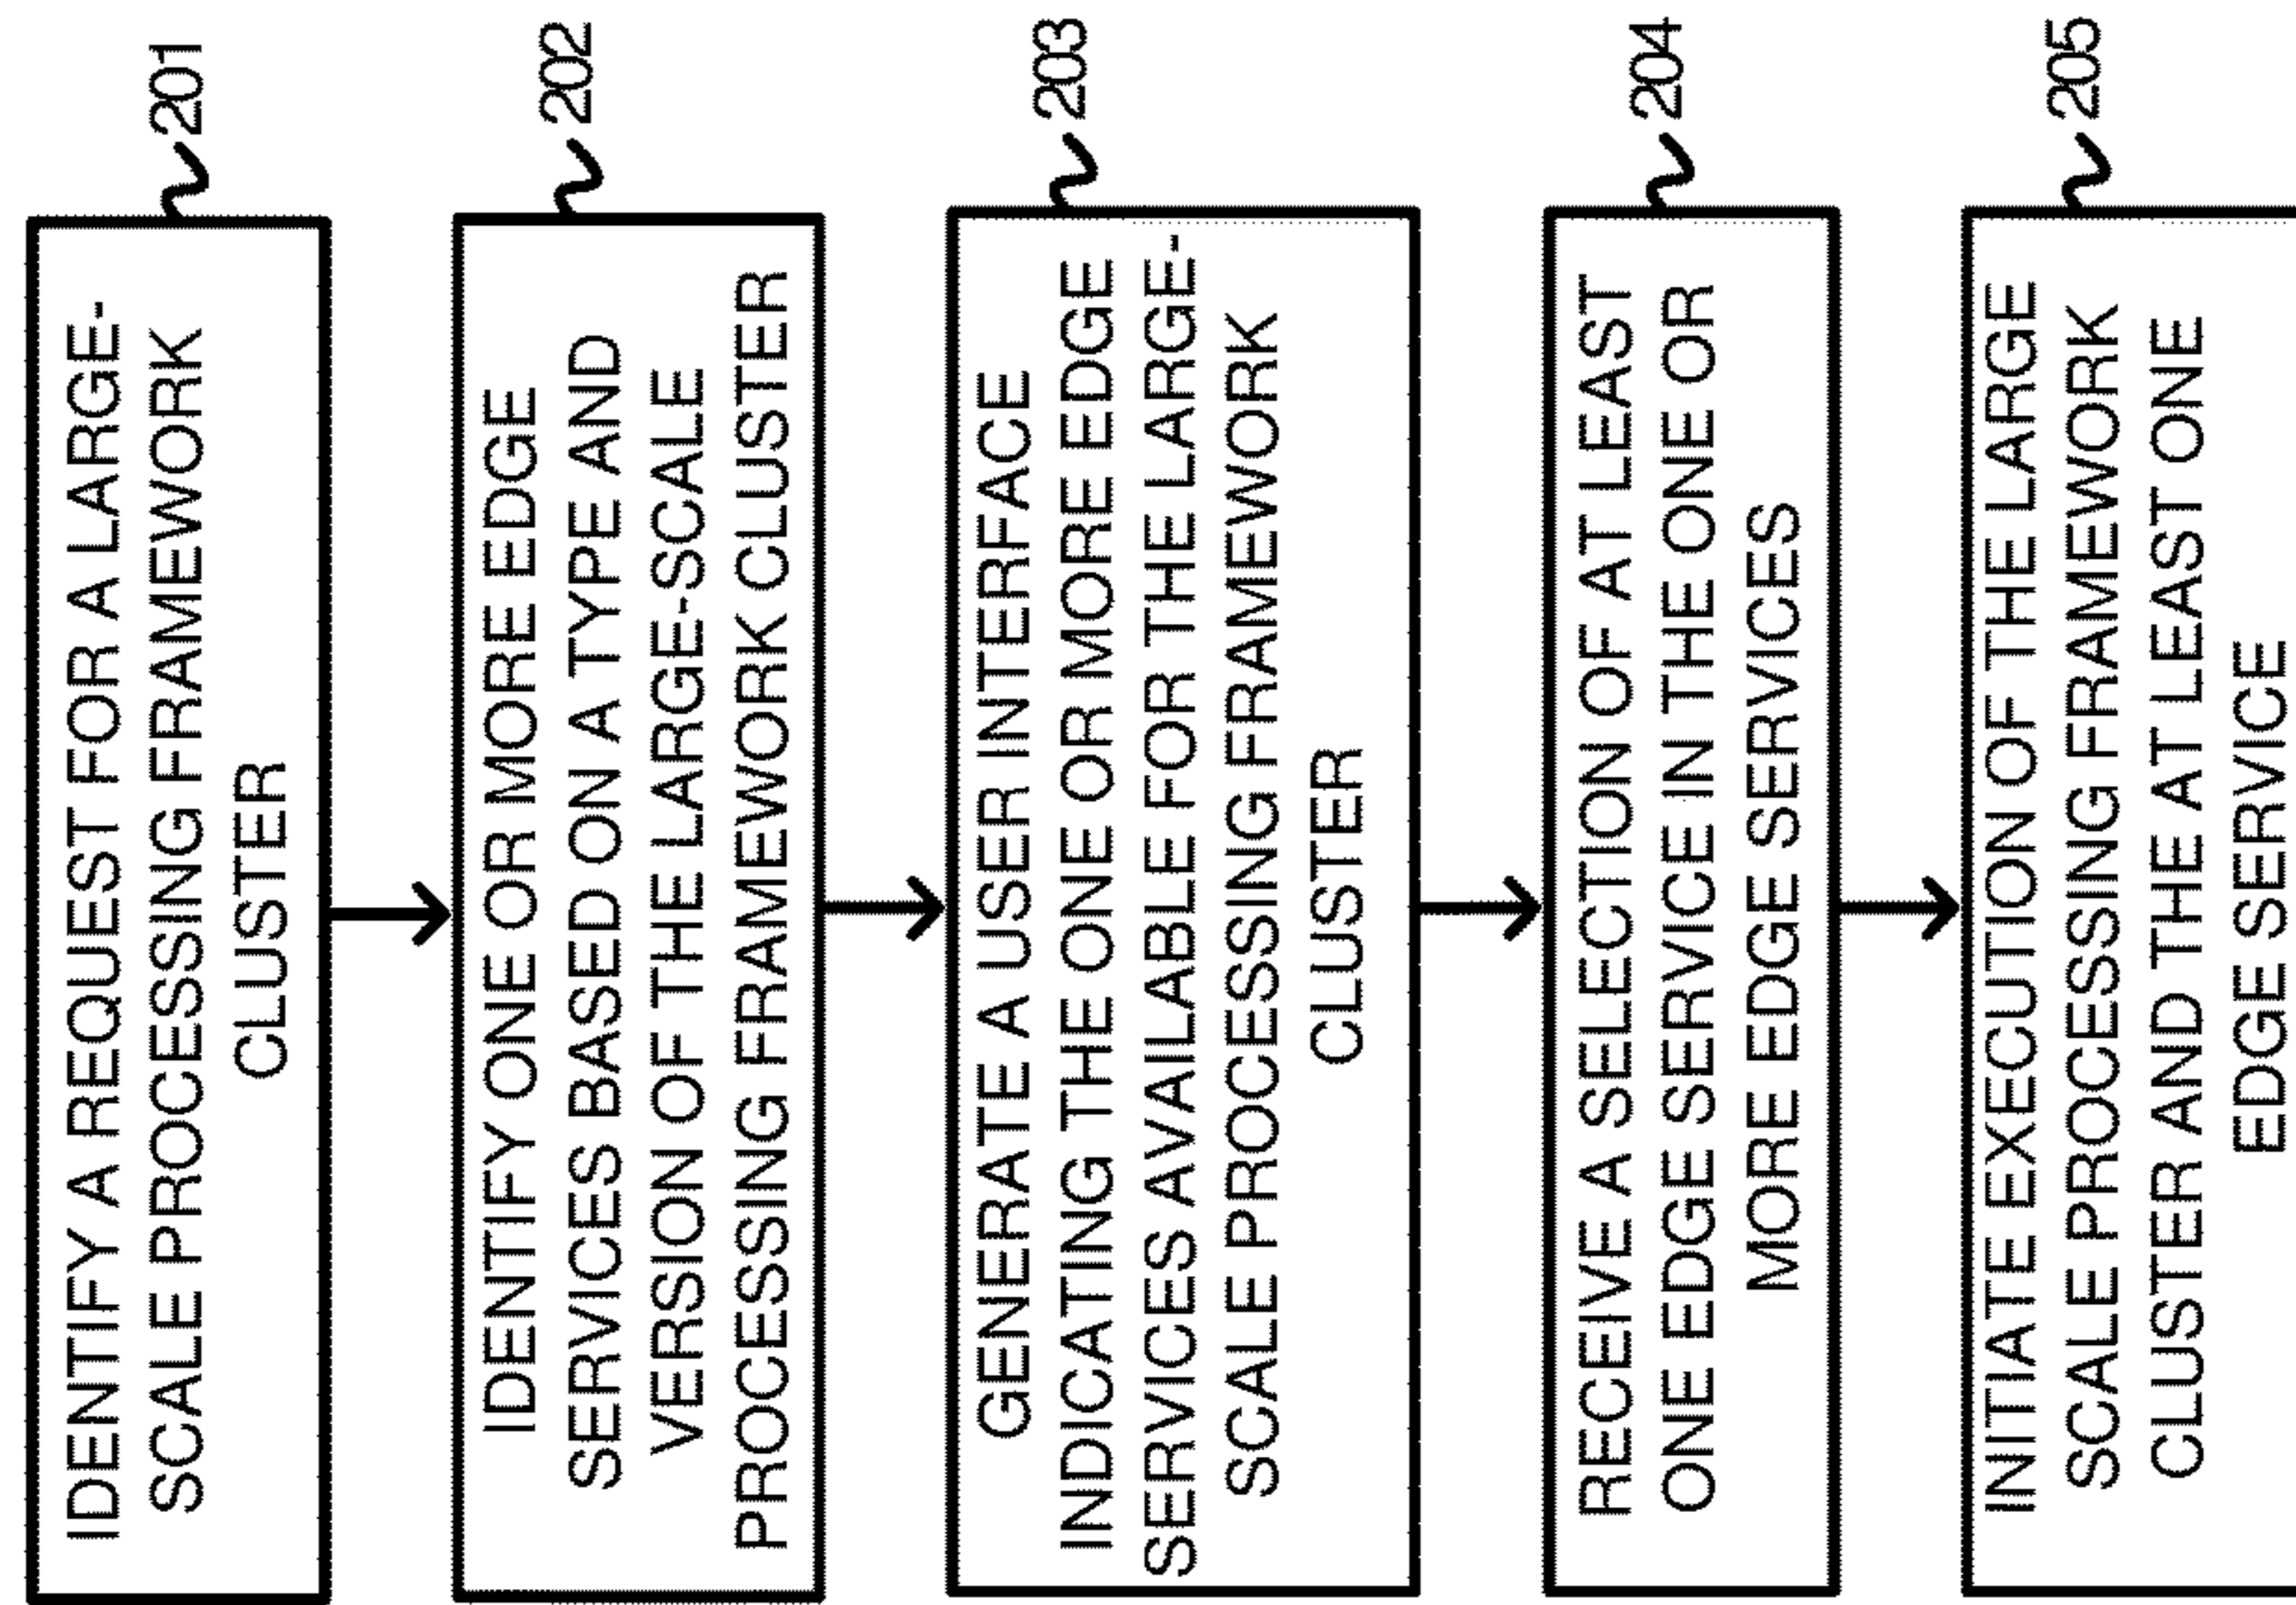 IDENTIFY A REQUEST FOR A LARGE-
SCALE PROCESSING FRAMEWORK
CLUSTER
201
IDENTIFY ONE OR MORE EDGE
SERVICES BASED ON A TYPE AND
VERSION OF THE LARGE-SCALE
PROCESSING FRAMEWORK CLUSTER
202
GENERATE A USER INTERFACE
INDICATING THE ONE OR MORE EDGE
SERVICES AVAILABLE FOR THE LARGE-
SCALE PROCESSING FRAMEWORK
CLUSTER
203
RECEIVE A SELECTION OF AT LEAST
ONE EDGE SERVICE IN THE ONE OR
MORE EDGE SERVICES
204
INITIATE EXECUTION OF THE LARGE
SCALE PROCESSING FRAMEWORK
CLUSTER AND THE AT LEAST ONE
EDGE SERVICE
205